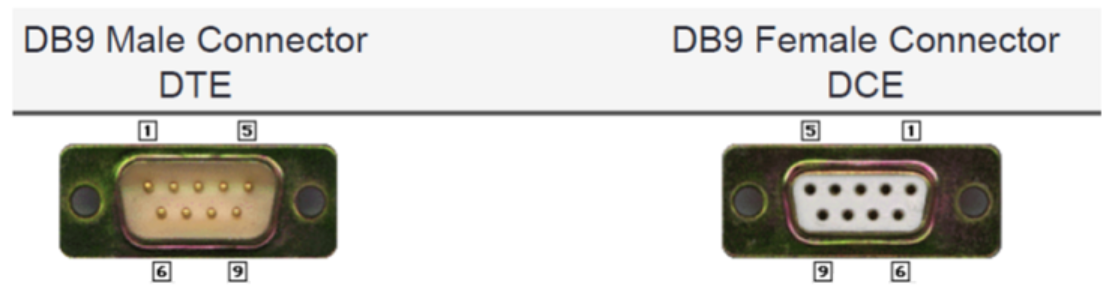 DB9 Male Connector
DTE
DB9 Female Connector
DCE
1 5
5 1
6 9
9 6